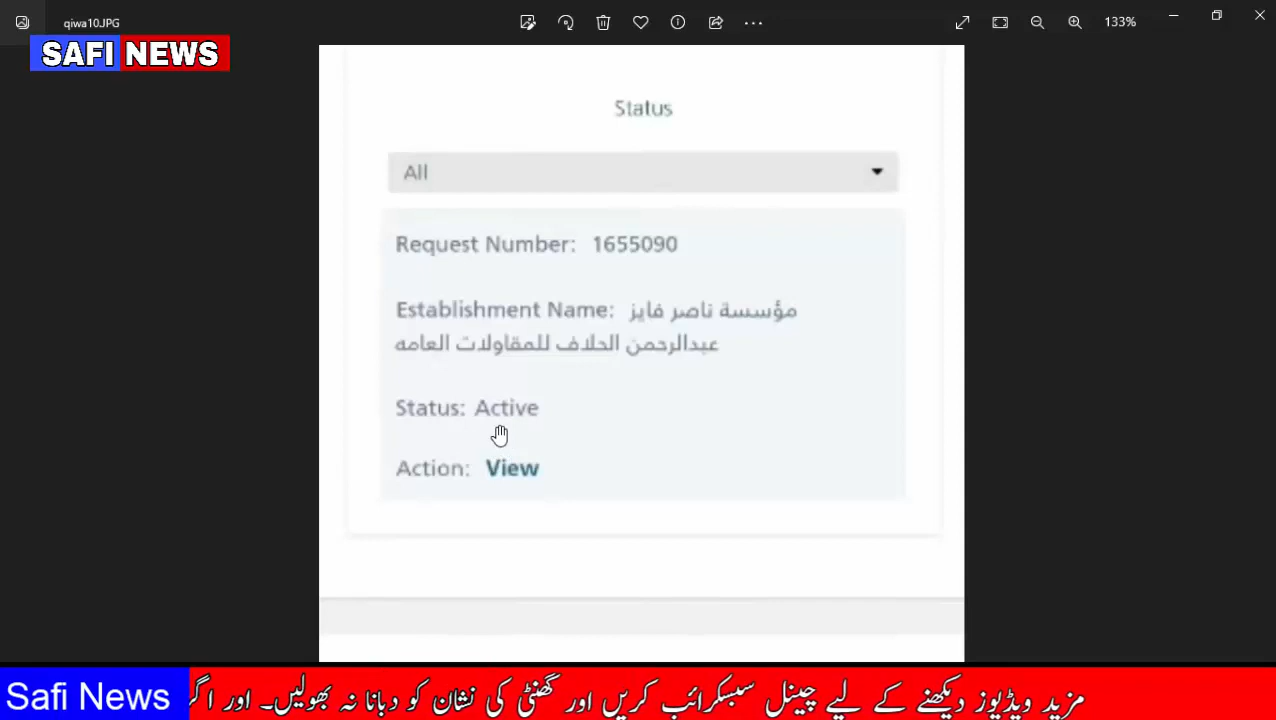 qiwa10.JPG
133%
SAFI NEWS
Status
All
Request Number: 1655090
Establishment Name: مؤسسة ناصر فايز
عبدالرحمن الحلاف للمقاولات العامه
Status: Active
Action: View
Safi News
مزید ویڈیوز دیکھنے کے لیے چینل سبسکرائب کریں اور گھنٹی کی نشان کو دبانا نہ بھولیں۔ اور اگر